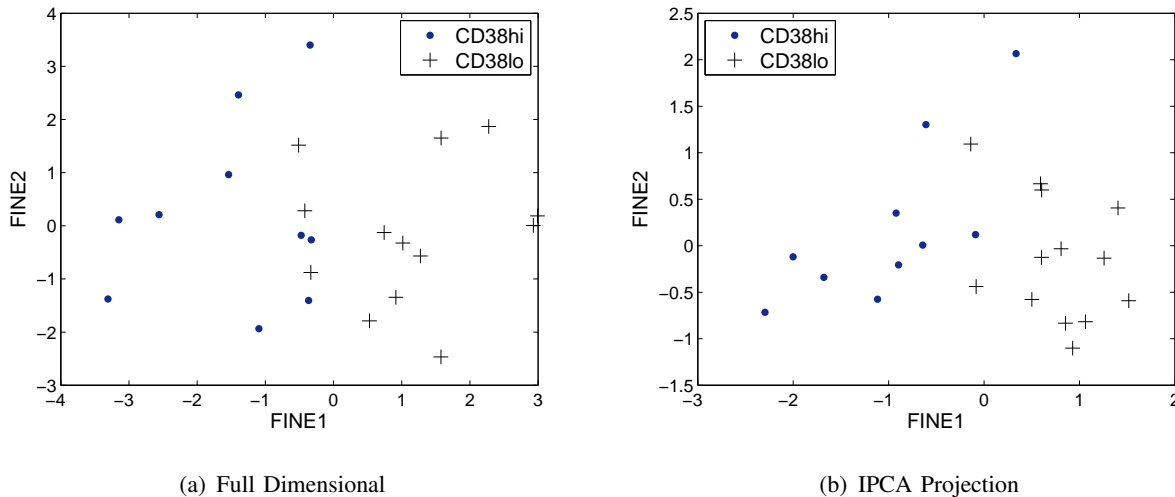 CD38hi
CD38lo
4
3
2
1
0
−1
−2
−3
−4 −3 −2 −1 0 1 2 3
FINE2
FINE1
(a) Full Dimensional
CD38hi
CD38lo
2.5
2
1.5
1
0.5
0
−0.5
−1
−1.5
−3 −2 −1 0 1 2
FINE2
FINE1
(b) IPCA Projection